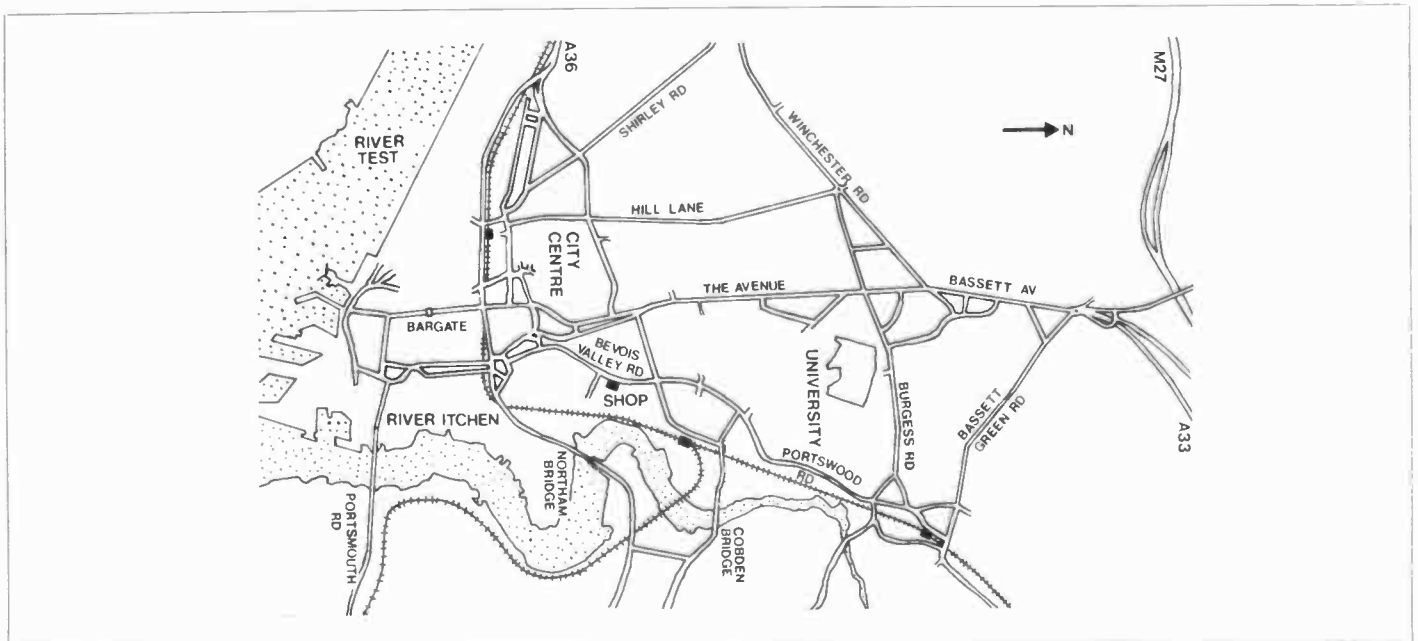 A36
M27
SHIRLEY RD
RIVER
TEST
N
WINCHESTER RD
HILL LANE
CITY
CENTRE
THE AVENUE
BASSETT AV
BARGATE
BEVOIS
VALLEY RD
UNIVERSITY
SHOP
BURGESS RD
BASSETT
GREEN RD
A33
RIVER ITCHEN
PORTSWOOD
RD
NORTHAM
BRIDGE
PORTSMOUTH
RD
COBDEN
BRIDGE